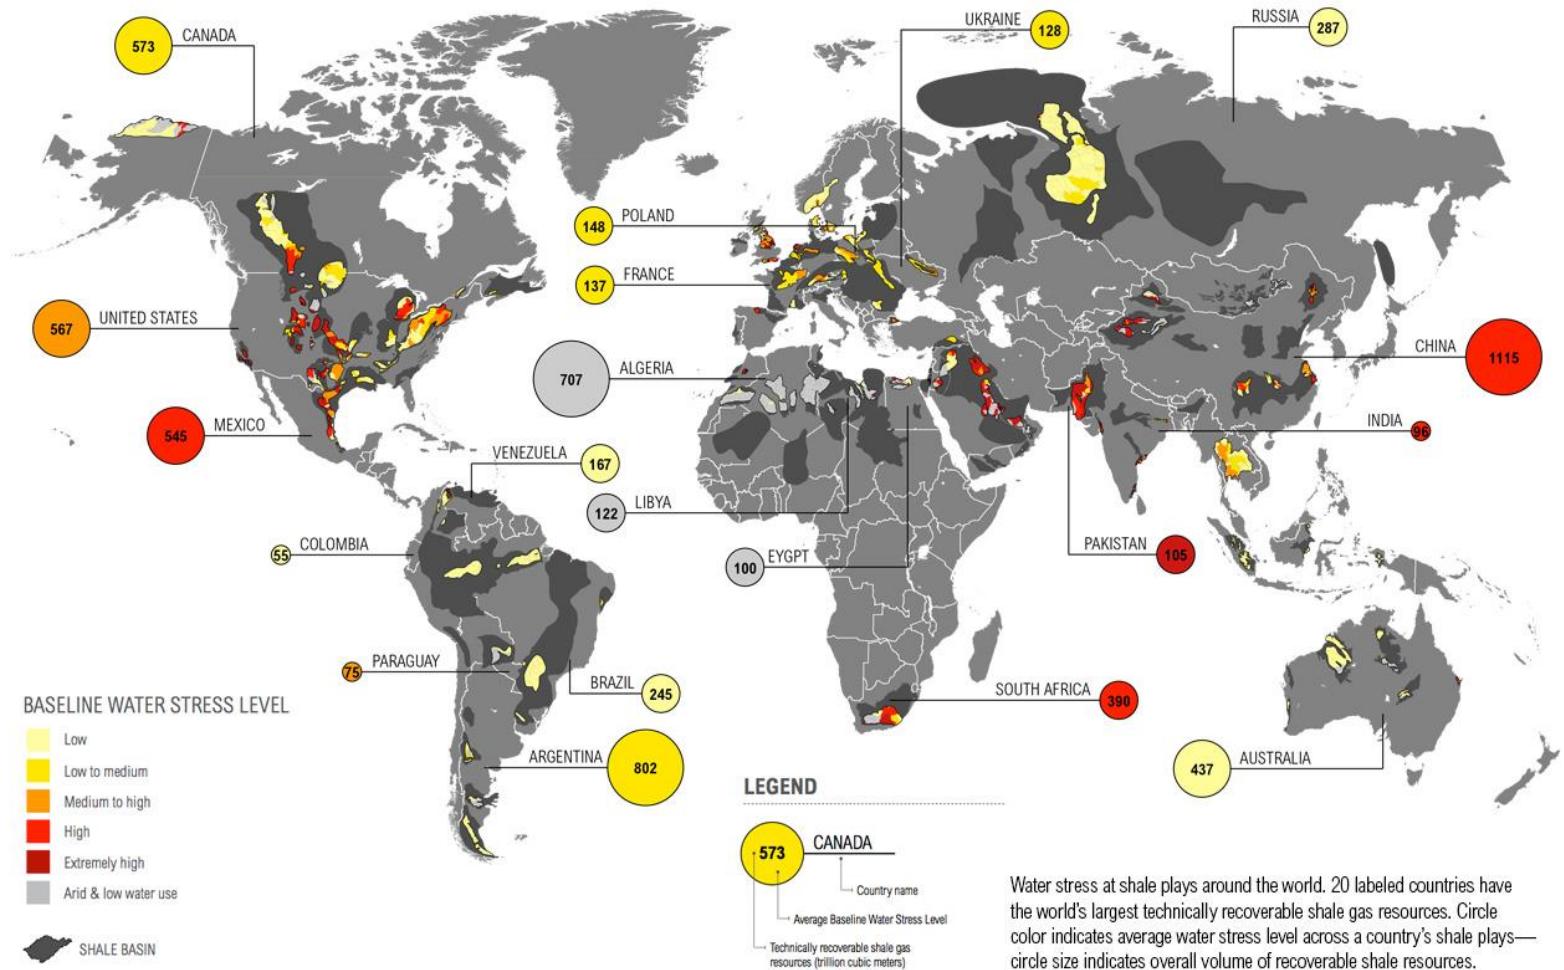 UKRAINE
128
RUSSIA
287
573
CANADA
148
POLAND
137
FRANCE
567
UNITED STATES
707
ALGERIA
CHINA
1115
545
MEXICO
INDIA
96
VENEZUELA
167
122
LIBYA
55
COLOMBIA
100
EYGPT
PAKISTAN
105
75
PARAGUAY
BRAZIL
245
SOUTH AFRICA
390
ARGENTINA
802
437
AUSTRALIA
BASELINE WATER STRESS LEVEL
Low
Low to medium
Medium to high
High
Extremely high
Arid & low water use
SHALE BASIN
LEGEND
573
CANADA
Country name
Average Baseline Water Stress Level
Technically recoverable shale gas
resources (trillion cubic meters)
Water stress at shale plays around the world. 20 labeled countries have
the world's largest technically recoverable shale gas resources. Circle
color indicates average water stress level across a country's shale plays—
circle size indicates overall volume of recoverable shale resources.